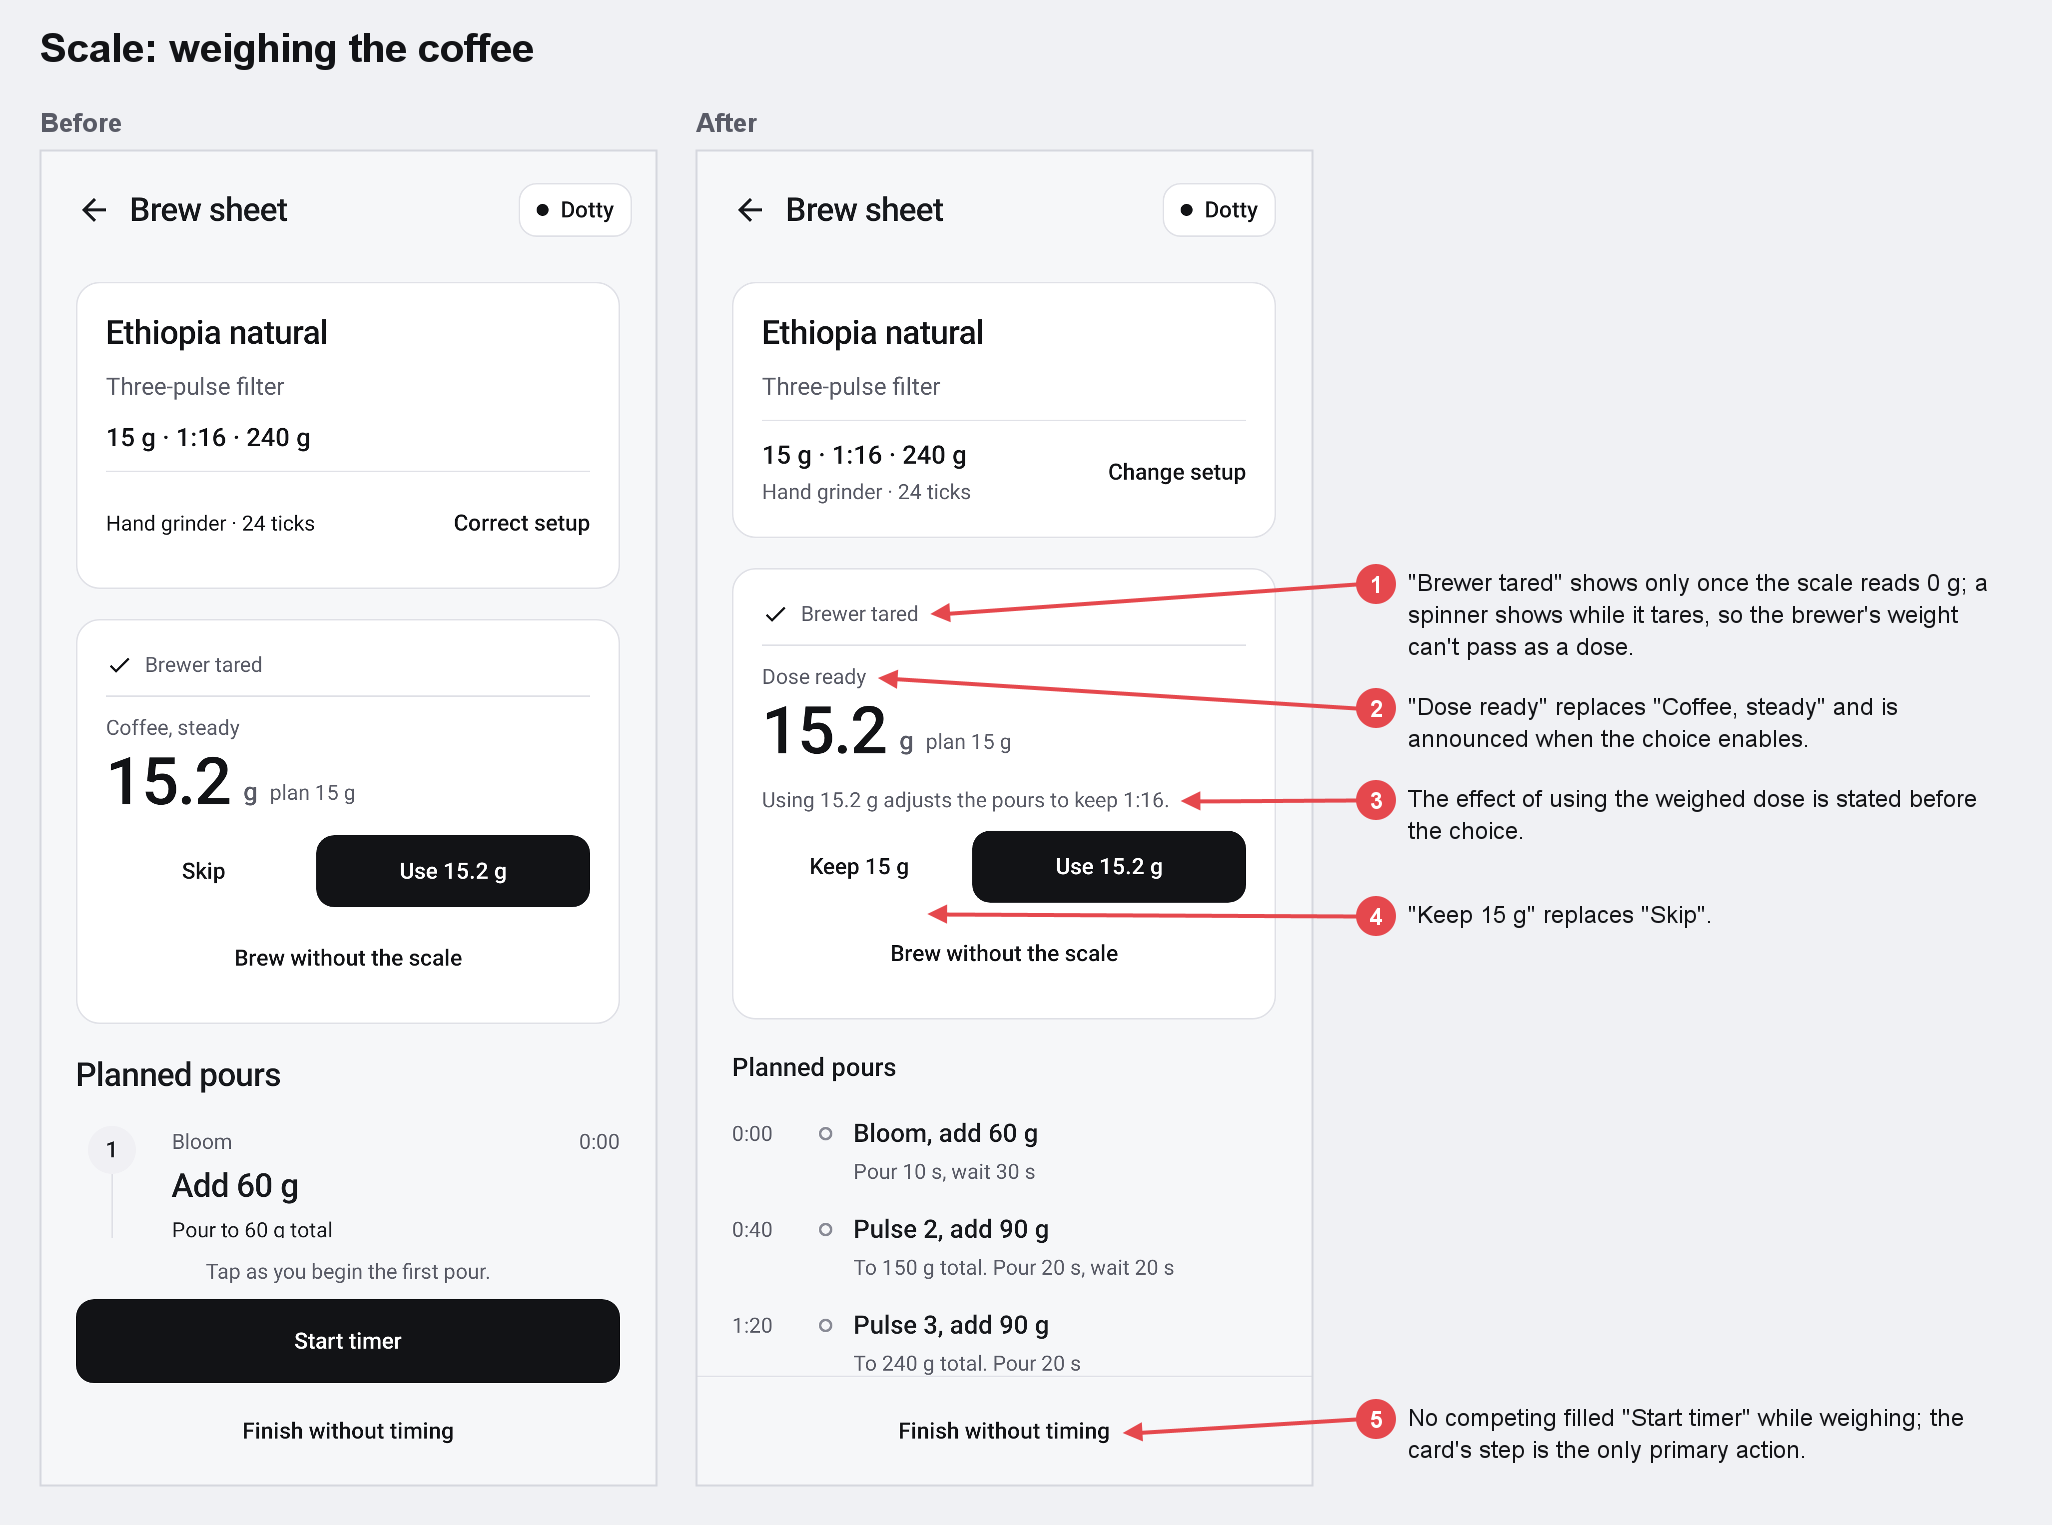 Scale: weighing the coffee
Before
Brew sheet
Dotty
Ethiopia natural
Three-pulse filter
15 g · 1:16 · 240 g
Hand grinder · 24 ticks
Correct setup
Brewer tared
Coffee, steady
15.2 g plan 15 g
Skip
Use 15.2 g
Brew without the scale
Planned pours
1
Bloom
0:00
Add 60 g
Pour to 60 g total
Tap as you begin the first pour.
Start timer
Finish without timing
After
Brew sheet
Dotty
Ethiopia natural
Three-pulse filter
15 g · 1:16 · 240 g
Hand grinder · 24 ticks
Change setup
Brewer tared
Dose ready
15.2 g plan 15 g
Using 15.2 g adjusts the pours to keep 1:16.
Keep 15 g
Use 15.2 g
Brew without the scale
Planned pours
0:00
Bloom, add 60 g
Pour 10 s, wait 30 s
0:40
Pulse 2, add 90 g
To 150 g total. Pour 20 s, wait 20 s
1:20
Pulse 3, add 90 g
To 240 g total. Pour 20 s
Finish without timing
1
"Brewer tared" shows only once the scale reads 0 g; a
spinner shows while it tares, so the brewer's weight
can't pass as a dose.
2
"Dose ready" replaces "Coffee, steady" and is
announced when the choice enables.
3
The effect of using the weighed dose is stated before
the choice.
4
"Keep 15 g" replaces "Skip".
5
No competing filled "Start timer" while weighing; the
card's step is the only primary action.